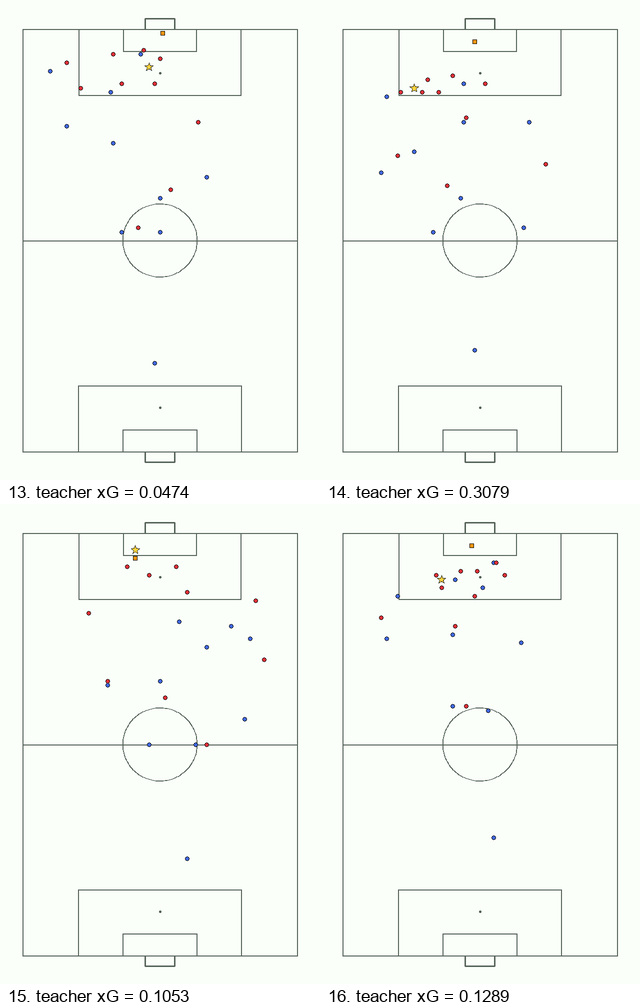 13. teacher xG = 0.0474
14. teacher xG = 0.3079
15. teacher xG = 0.1053
16. teacher xG = 0.1289